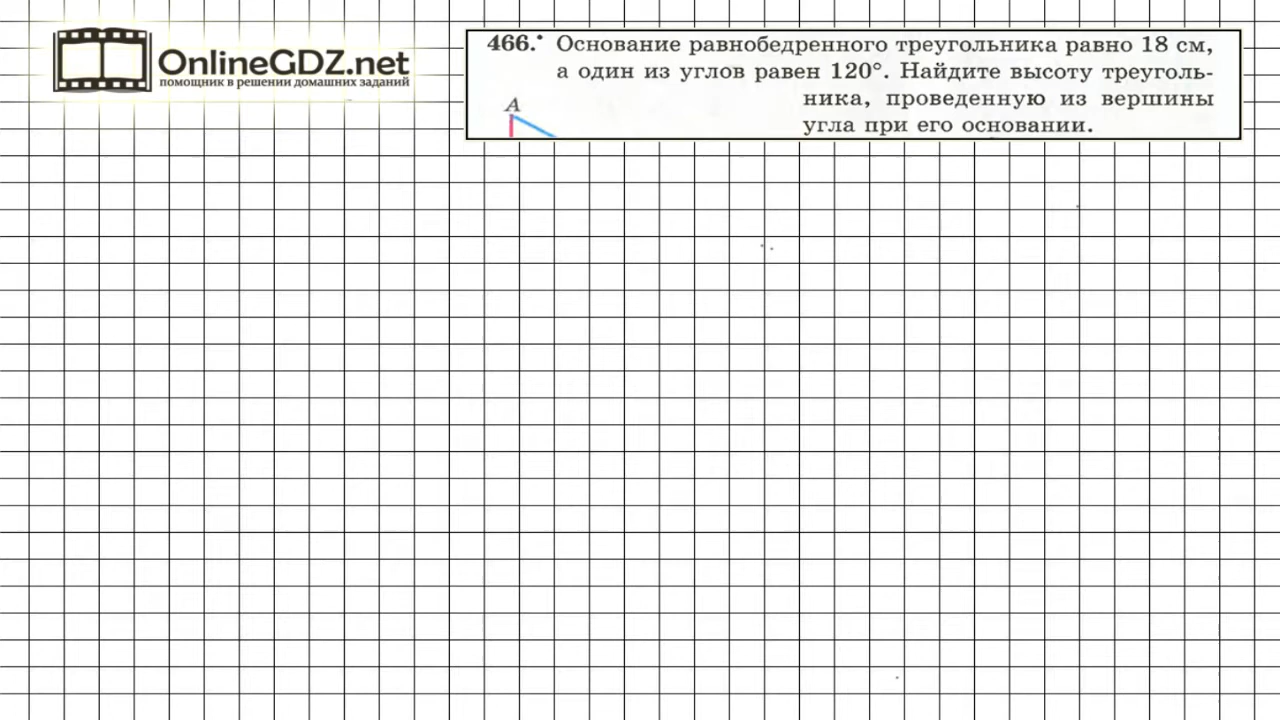 OnlineGDZ.net
помощник в решении домашних заданий
466.• Основание равнобедренного треугольника равно 18 см,
а один из углов равен 120°. Найдите высоту треуголь-
ника, проведенную из вершины
угла при его основании.
A